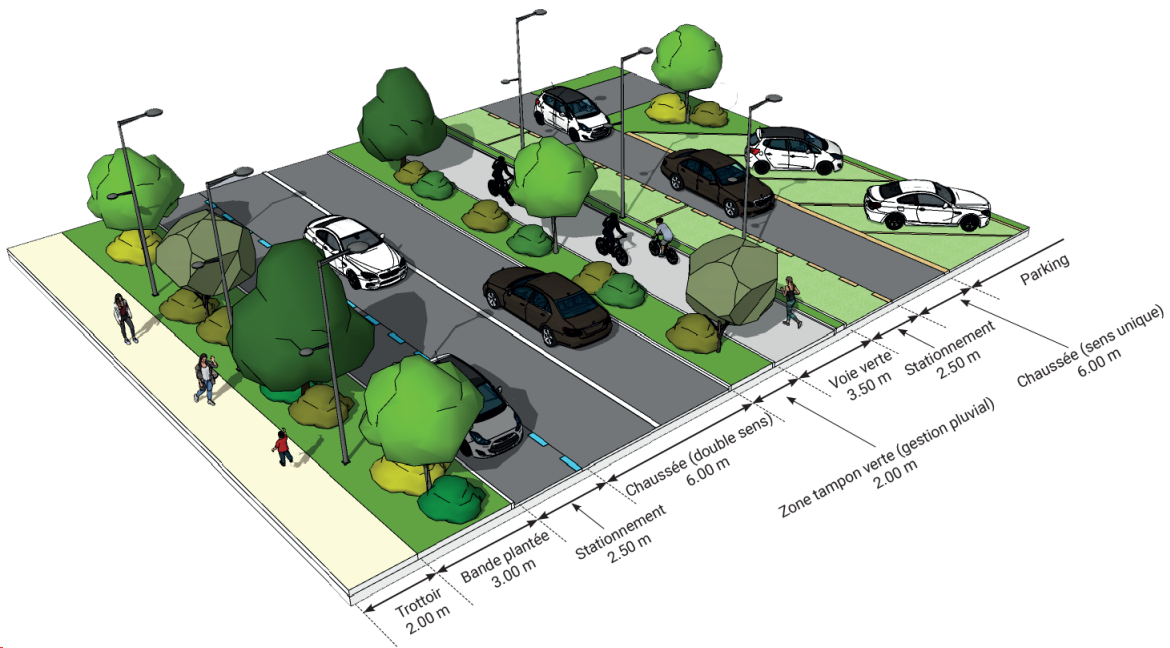 Trottoir
2.00 m
Bande plantée
3.00 m
Stationnement
2.50 m
Chaussée (double sens)
6.00 m
Zone tampon verte (gestion pluvial)
2.00 m
Voie verte
3.50 m
Stationnement
2.50 m
Chaussée (sens unique)
6.00 m
Parking